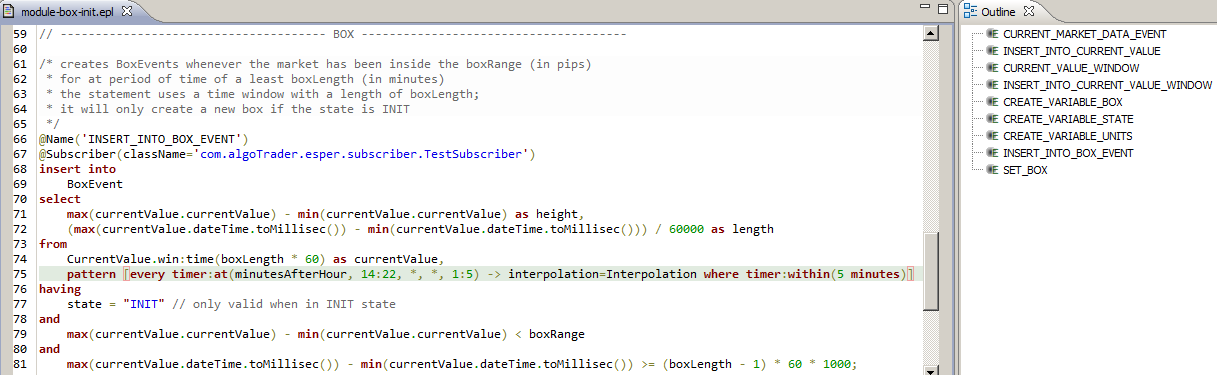 module-box-init.epl
59 // ----------------------------------- BOX --------------------------------------
60
61 /* creates BoxEvents whenever the market has been inside the boxRange (in pips)
62  * for at period of time of a least boxLength (in minutes)
63  * the statement uses a time window with a length of boxLength;
64  * it will only create a new box if the state is INIT
65  */
66 @Name('INSERT_INTO_BOX_EVENT')
67 @Subscriber(className='com.algoTrader.esper.subscriber.TestSubscriber')
68 insert into
69     BoxEvent
70 select
71     max(currentValue.currentValue) - min(currentValue.currentValue) as height,
72     (max(currentValue.dateTime.toMillisec()) - min(currentValue.dateTime.toMillisec())) / 60000 as length
73 from
74     CurrentValue.win:time(boxLength * 60) as currentValue,
75     pattern [every timer:at(minutesAfterHour, 14:22, *, *, 1:5) -> interpolation=Interpolation where timer:within(5 minutes)]
76 having
77     state = "INIT" // only valid when in INIT state
78 and
79     max(currentValue.currentValue) - min(currentValue.currentValue) < boxRange
80 and
81     max(currentValue.dateTime.toMillisec()) - min(currentValue.dateTime.toMillisec()) >= (boxLength - 1) * 60 * 1000;
Outline
CURRENT_MARKET_DATA_EVENT
INSERT_INTO_CURRENT_VALUE
CURRENT_VALUE_WINDOW
INSERT_INTO_CURRENT_VALUE_WINDOW
CREATE_VARIABLE_BOX
CREATE_VARIABLE_STATE
CREATE_VARIABLE_UNITS
INSERT_INTO_BOX_EVENT
SET_BOX